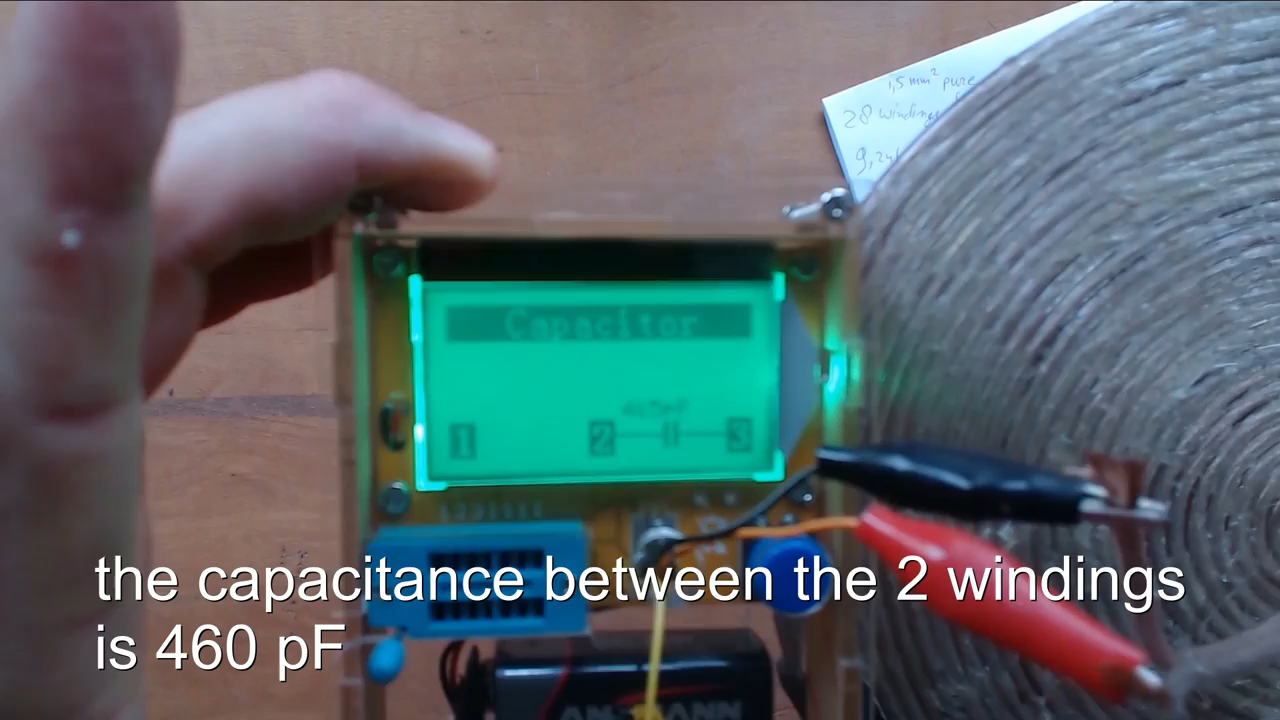 1,5 mm² pure
28 windings
9,
Capacitor
1
2
3
the capacitance between the 2 windings
is 460 pF